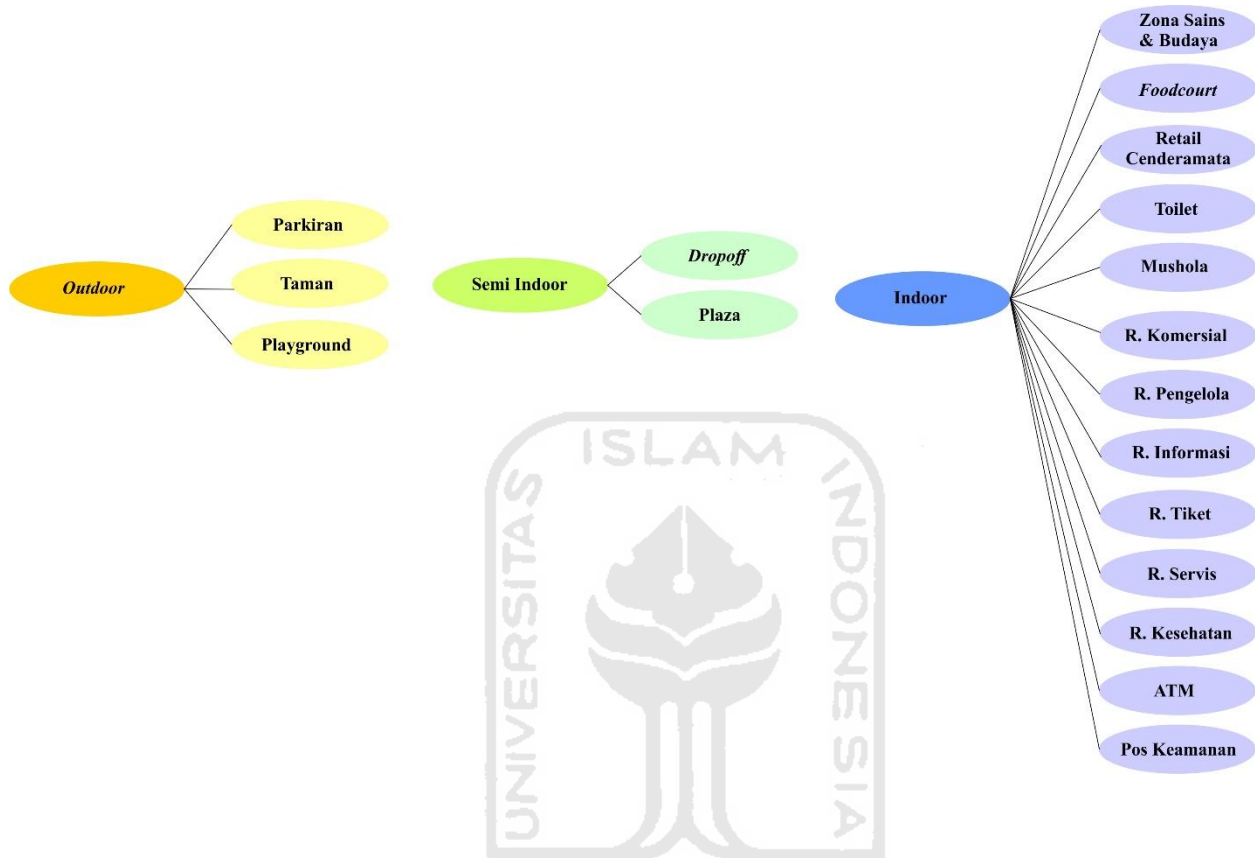 Outdoor
Parkiran
Taman
Playground
Semi Indoor
Dropoff
Plaza
Indoor
Zona Sains
& Budaya
Foodcourt
Retail
Cenderamata
Toilet
Mushola
R. Komersial
R. Pengelola
R. Informasi
R. Tiket
R. Servis
R. Kesehatan
ATM
Pos Keamanan
UNIVERSITAS
ISLAM
INDONESIA